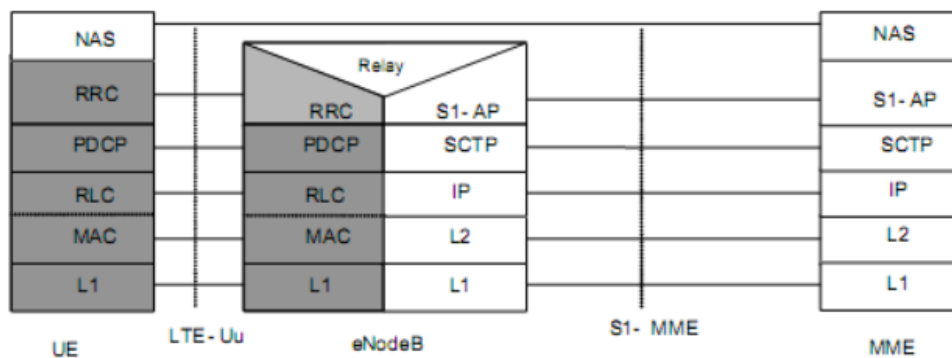 NAS
NAS
Relay
RRC
RRC
S1- AP
S1- AP
PDCP
PDCP
SCTP
SCTP
RLC
RLC
IP
IP
MAC
MAC
L2
L2
L1
L1
L1
L1
UE
LTE- Uu
eNodeB
S1- MME
MME